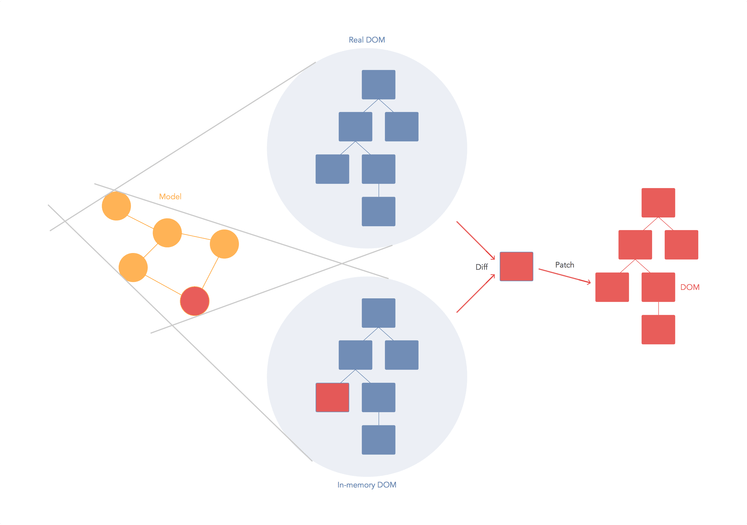 Real DOM
Model
Diff
Patch
DOM
In-memory DOM